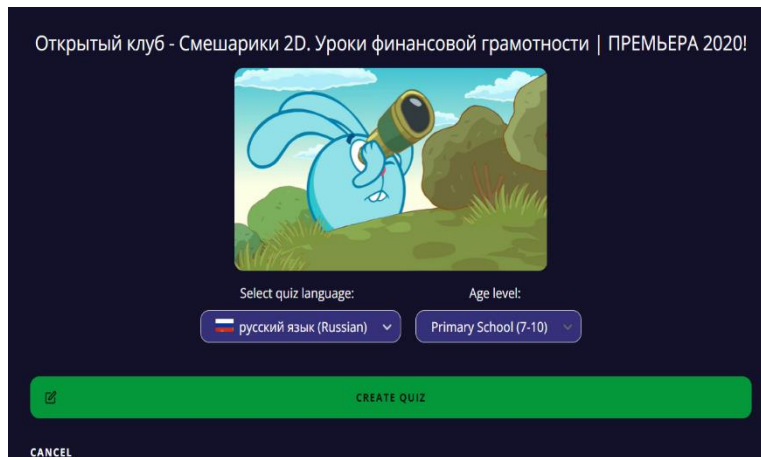 Открытый клуб - Смешарики 2D. Уроки финансовой грамотности | ПРЕМЬЕРА 2020!
Select quiz language:
Age level:
русский язык (Russian)
Primary School (7-10)
CREATE QUIZ
CANCEL